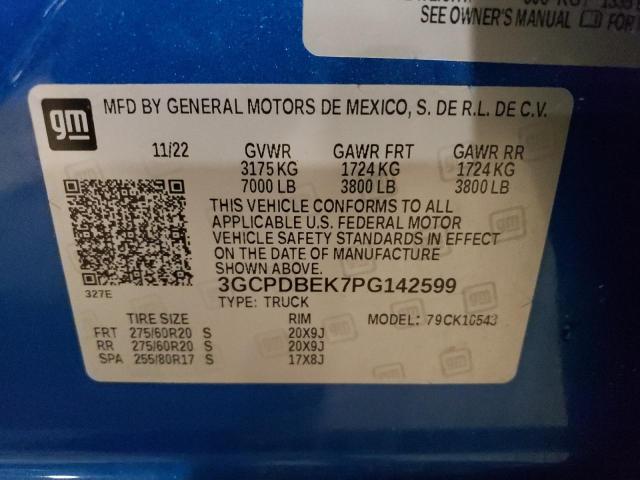 SEE OWNER'S MANUAL FOR
gm
MFD BY GENERAL MOTORS DE MEXICO, S. DE R.L. DE C.V.
11/22 GVWR GAWR FRT GAWR RR
3175 KG 1724 KG 1724 KG
7000 LB 3800 LB 3800 LB
THIS VEHICLE CONFORMS TO ALL
APPLICABLE U.S. FEDERAL MOTOR
VEHICLE SAFETY STANDARDS IN EFFECT
ON THE DATE OF MANUFACTURE
SHOWN ABOVE.
327E
3GCPDBEK7PG142599
TYPE: TRUCK
TIRE SIZE RIM MODEL: 79CK10543
FRT 275/60R20 S 20X9J
RR 275/60R20 S 20X9J
SPA 255/80R17 S 17X8J